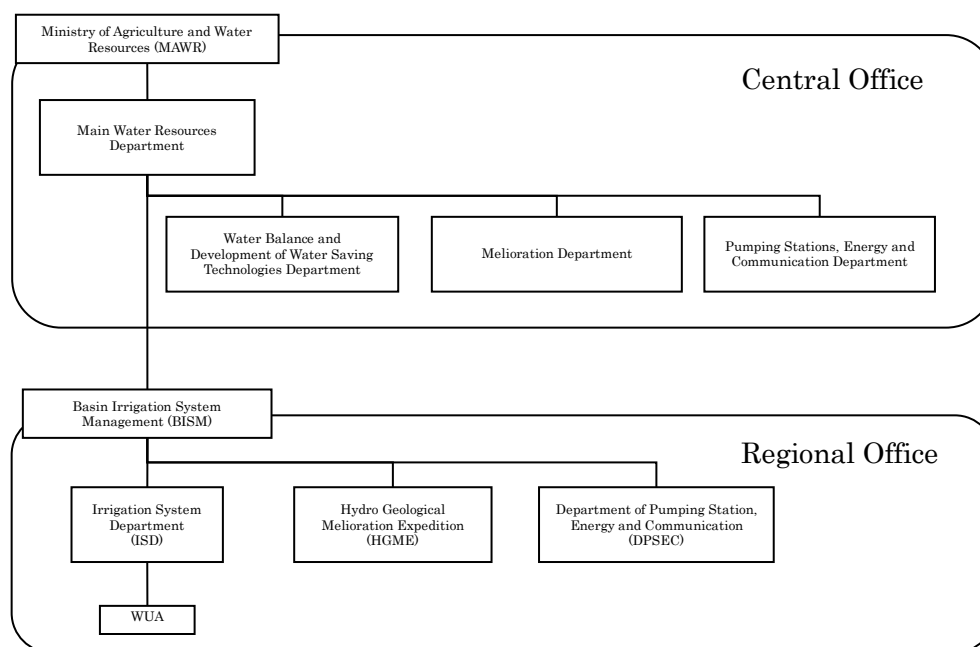 Ministry of Agriculture and Water
Resources (MAWR)
Central Office
Main Water Resources
Department
Water Balance and
Development of Water Saving
Technologies Department
Melioration Department
Pumping Stations, Energy and
Communication Department
Basin Irrigation System
Management (BISM)
Regional Office
Irrigation System
Department
(ISD)
Hydro Geological
Melioration Expedition
(HGME)
Department of Pumping Station,
Energy and Communication
(DPSEC)
WUA